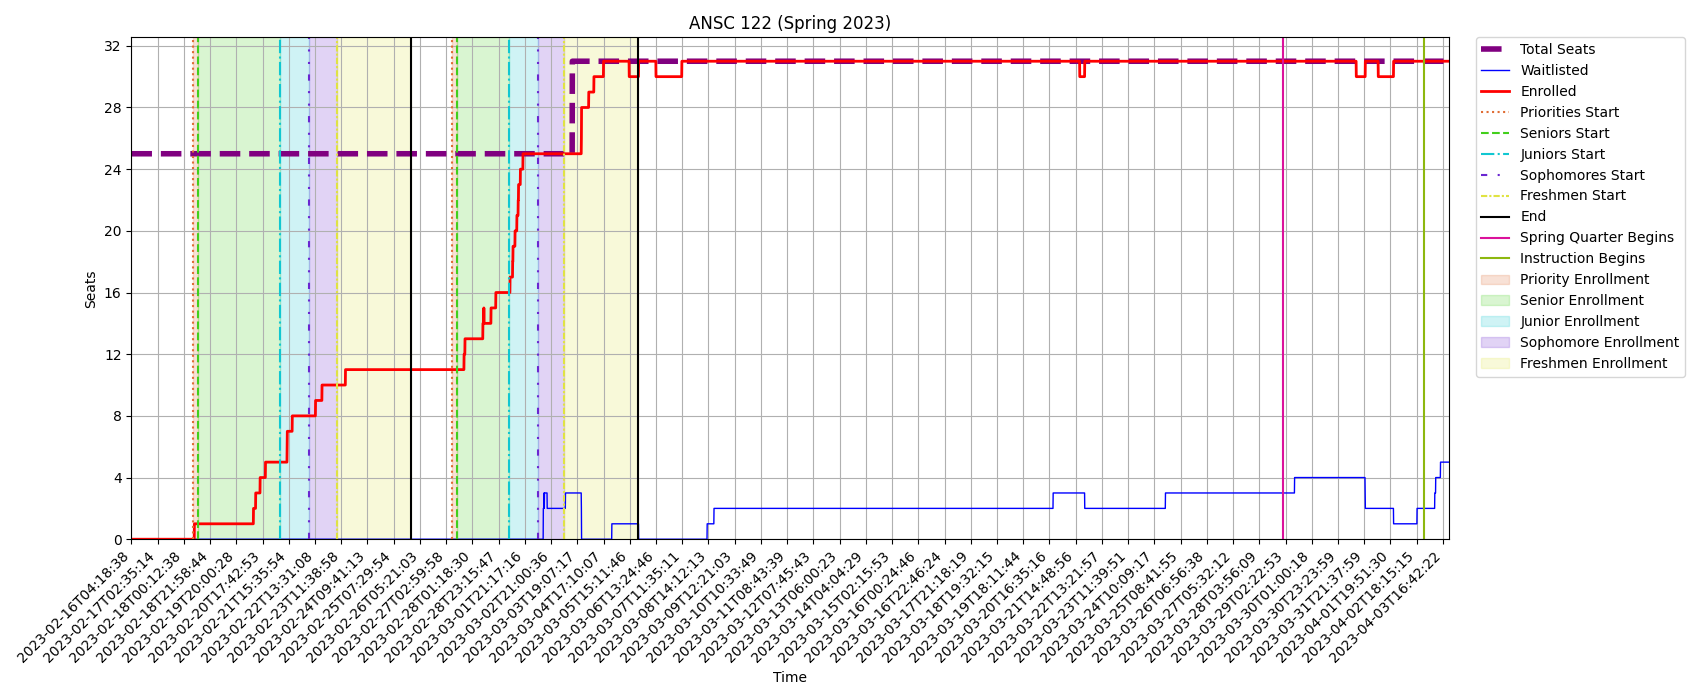 ANSC 122 (Spring 2023)
Seats
32
28
24
20
16
12
8
4
0
2023-02-16T04:18:38
2023-02-17T02:35:14
2023-02-18T00:12:38
2023-02-18T21:58:44
2023-02-19T20:00:28
2023-02-20T17:42:53
2023-02-21T15:35:54
2023-02-22T13:31:08
2023-02-23T11:38:58
2023-02-24T09:41:13
2023-02-25T07:29:54
2023-02-26T05:21:03
2023-02-27T02:59:58
2023-02-28T01:18:30
2023-02-28T23:15:47
2023-03-01T21:17:16
2023-03-02T21:00:36
2023-03-03T19:07:17
2023-03-04T17:10:07
2023-03-05T15:11:46
2023-03-06T13:24:46
2023-03-07T11:35:11
2023-03-08T14:12:13
2023-03-09T12:21:03
2023-03-10T10:33:49
2023-03-11T08:43:39
2023-03-12T07:45:43
2023-03-13T06:00:23
2023-03-14T04:04:29
2023-03-15T02:15:53
2023-03-16T00:24:46
2023-03-16T22:46:24
2023-03-17T21:18:19
2023-03-18T19:32:15
2023-03-19T18:11:44
2023-03-20T16:35:16
2023-03-21T14:48:56
2023-03-22T13:21:57
2023-03-23T11:39:51
2023-03-24T10:09:17
2023-03-25T08:41:55
2023-03-26T06:56:38
2023-03-27T05:32:12
2023-03-28T03:56:09
2023-03-29T02:22:53
2023-03-30T01:00:18
2023-03-30T23:23:59
2023-03-31T21:37:59
2023-04-01T19:51:30
2023-04-02T18:15:15
2023-04-03T16:42:22
Time
Total Seats
Waitlisted
Enrolled
Priorities Start
Seniors Start
Juniors Start
Sophomores Start
Freshmen Start
End
Spring Quarter Begins
Instruction Begins
Priority Enrollment
Senior Enrollment
Junior Enrollment
Sophomore Enrollment
Freshmen Enrollment